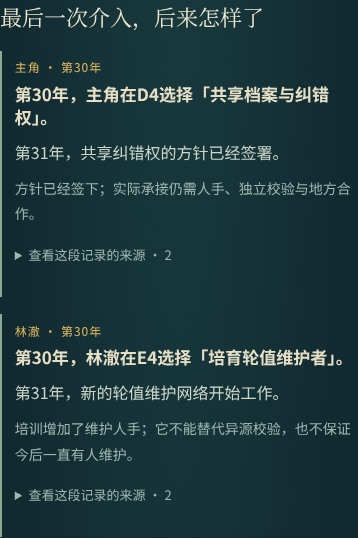 最后一次介入，后来怎样了
主角 · 第30年
第30年，主角在D4选择「共享档案与纠错
权」。
第31年，共享纠错权的方针已经签署。
方针已经签下；实际承接仍需人手、独立校验与地方合
作。
▶ 查看这段记录的来源 · 2
林澈 · 第30年
第30年，林澈在E4选择「培育轮值维护者」。
第31年，新的轮值维护网络开始工作。
培训增加了维护人手；它不能替代异源校验，也不保证
今后一直有人维护。
▶ 查看这段记录的来源 · 2